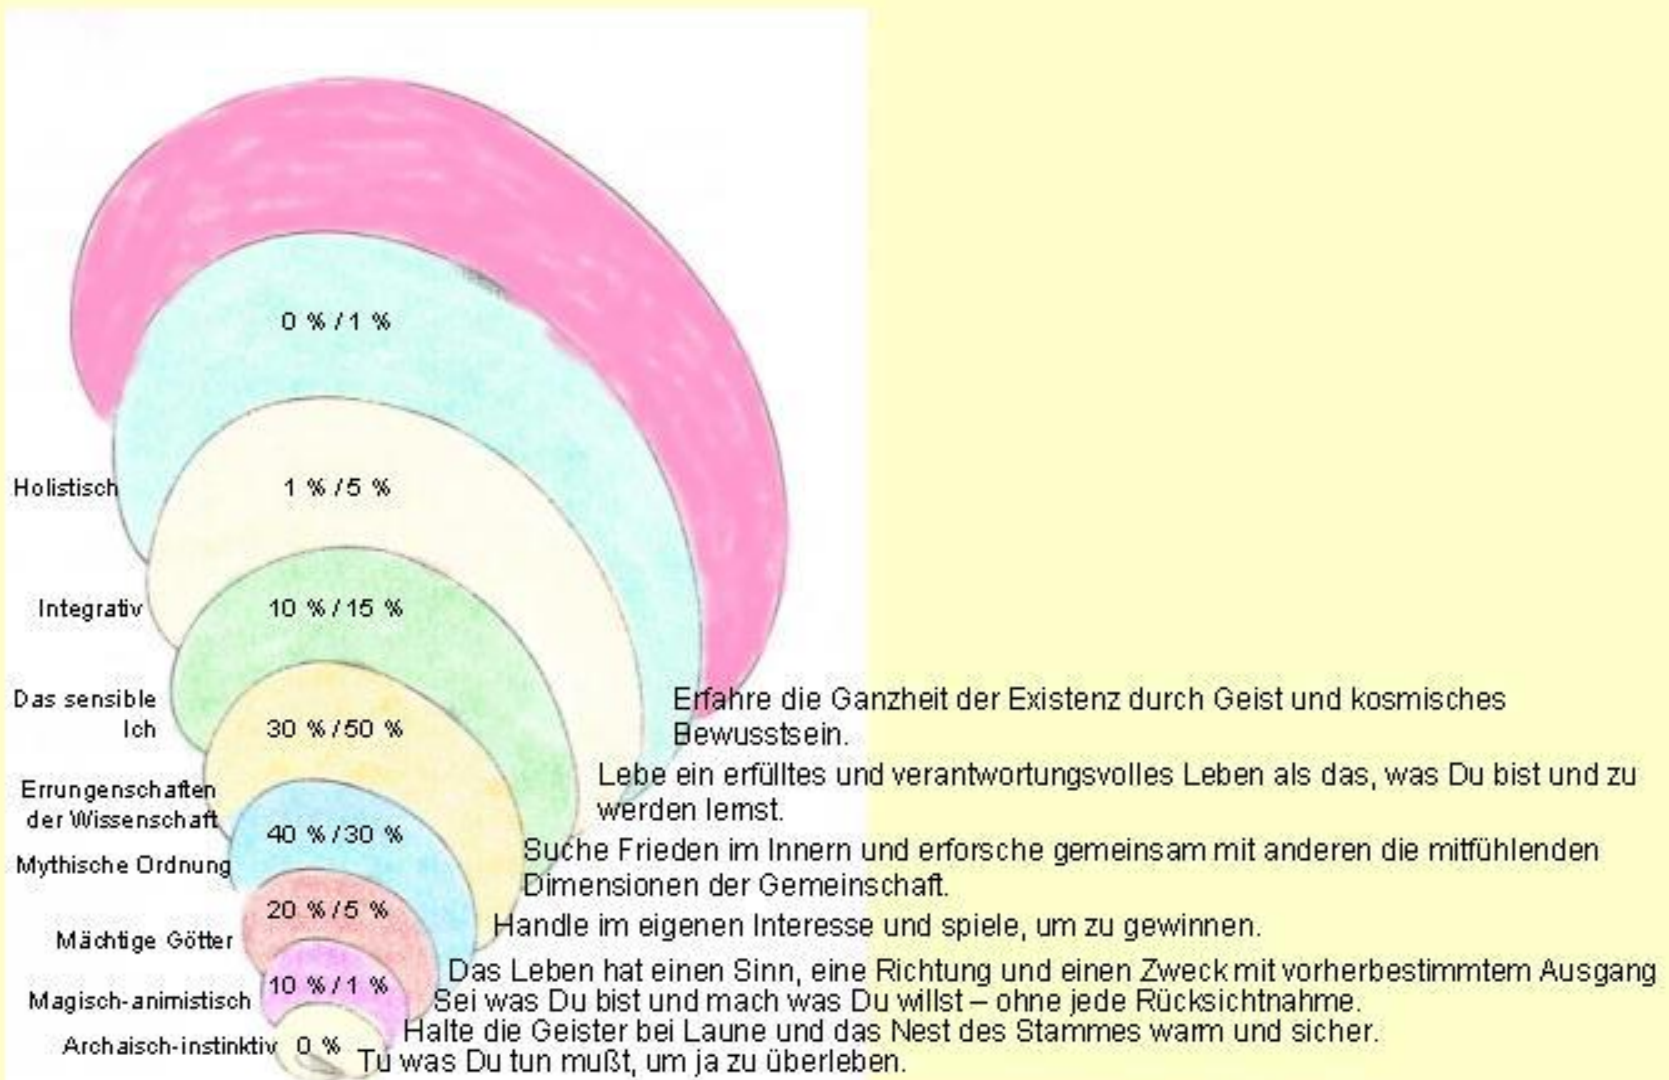 0 % / 1 %
Holistisch
1 % / 5 %
Integrativ
10 % / 15 %
Das sensible
Ich
30 % / 50 %
Erfahre die Ganzheit der Existenz durch Geist und kosmisches
Bewusstsein.
Lebe ein erfülltes und verantwortungsvolles Leben als das, was Du bist und zu
werden lernst.
Errungenschaften
der Wissenschaft
40 % / 30 %
Suche Frieden im Innern und erforsche gemeinsam mit anderen die mitfühlenden
Dimensionen der Gemeinschaft.
Mythische Ordnung
20 % / 5 %
Handle im eigenen Interesse und spiele, um zu gewinnen.
Mächtige Götter
Das Leben hat einen Sinn, eine Richtung und einen Zweck mit vorherbestimmtem Ausgang
10 % / 1 %
Magisch-animistisch
Sei was Du bist und mach was Du willst – ohne jede Rücksichtnahme.
Halte die Geister bei Laune und das Nest des Stammes warm und sicher.
Archaisch-instinktiv
0 %
Tu was Du tun mußt, um ja zu überleben.